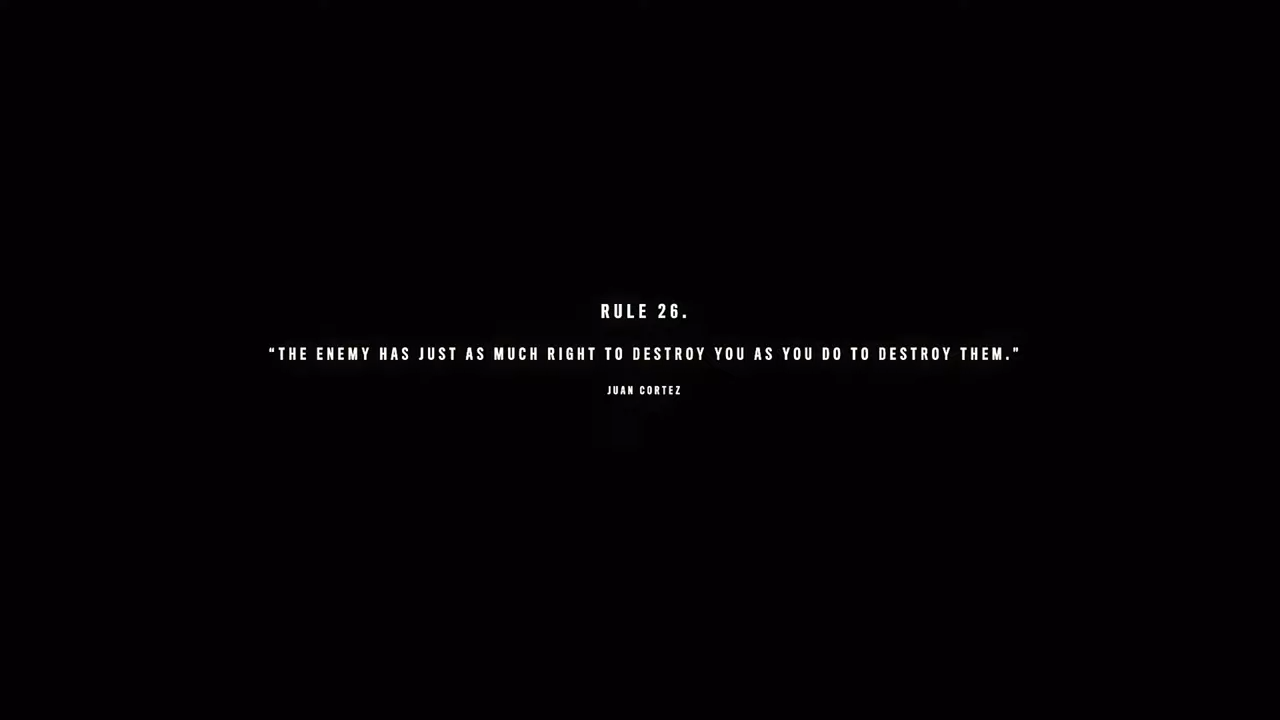 RULE 26.
“THE ENEMY HAS JUST AS MUCH RIGHT TO DESTROY YOU AS YOU DO TO DESTROY THEM.”
JUAN CORTEZ